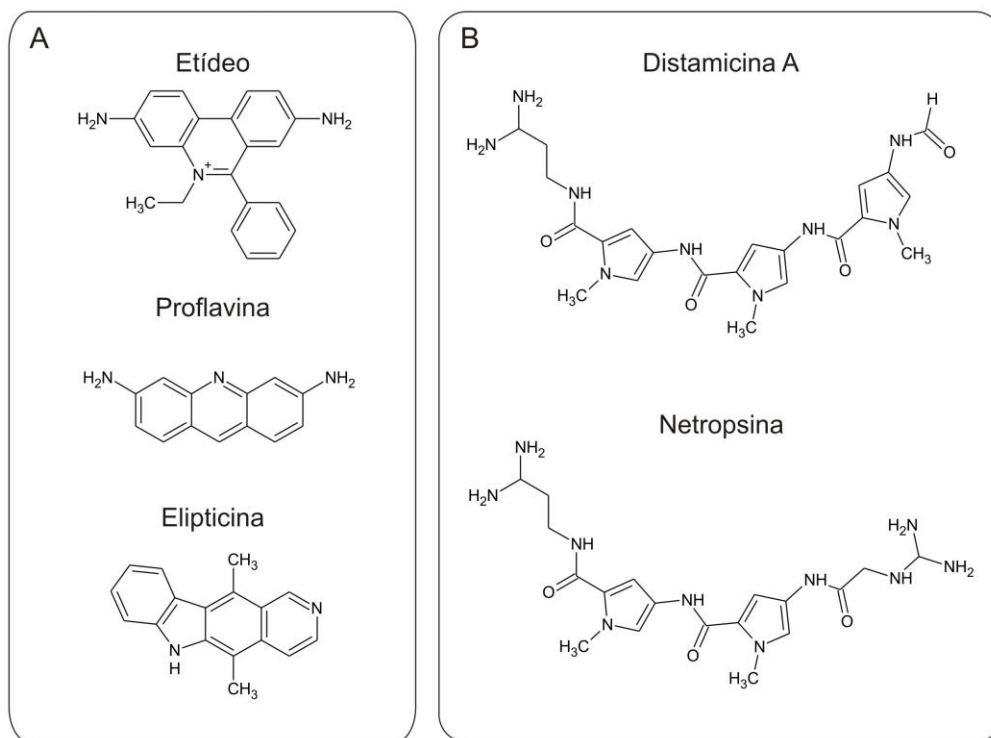 A
Etídeo
H₂N
NH₂
N⁺
H₃C
Proflavina
H₂N
N
NH₂
Elipticina
CH₃
N
N
H
CH₃
B
Distamicina A
NH₂
H₂N
NH
O
N
H₃C
NH
O
N
H₃C
NH
O
NH
H
O
N
CH₃
Netropsina
NH₂
H₂N
NH
O
N
H₃C
NH
O
N
H₃C
NH
O
NH
H₂N
NH₂